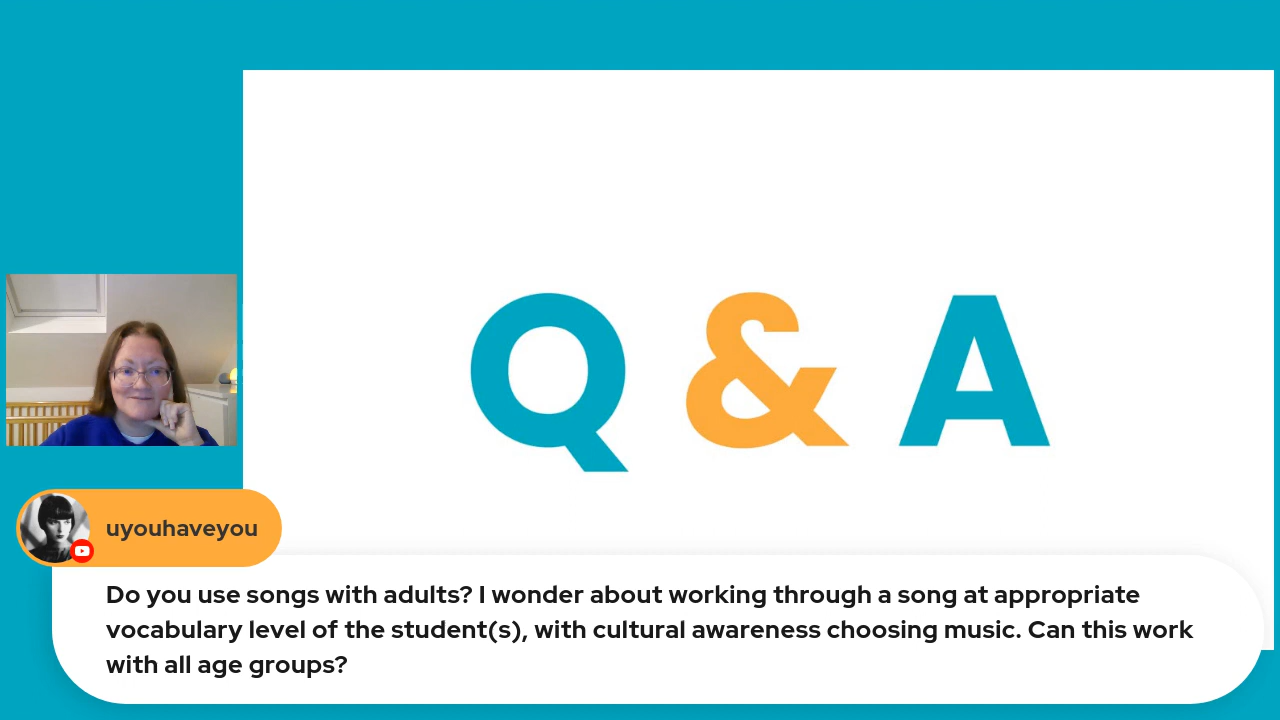 Q & A
uyouhaveyou
Do you use songs with adults? I wonder about working through a song at appropriate
vocabulary level of the student(s), with cultural awareness choosing music. Can this work
with all age groups?